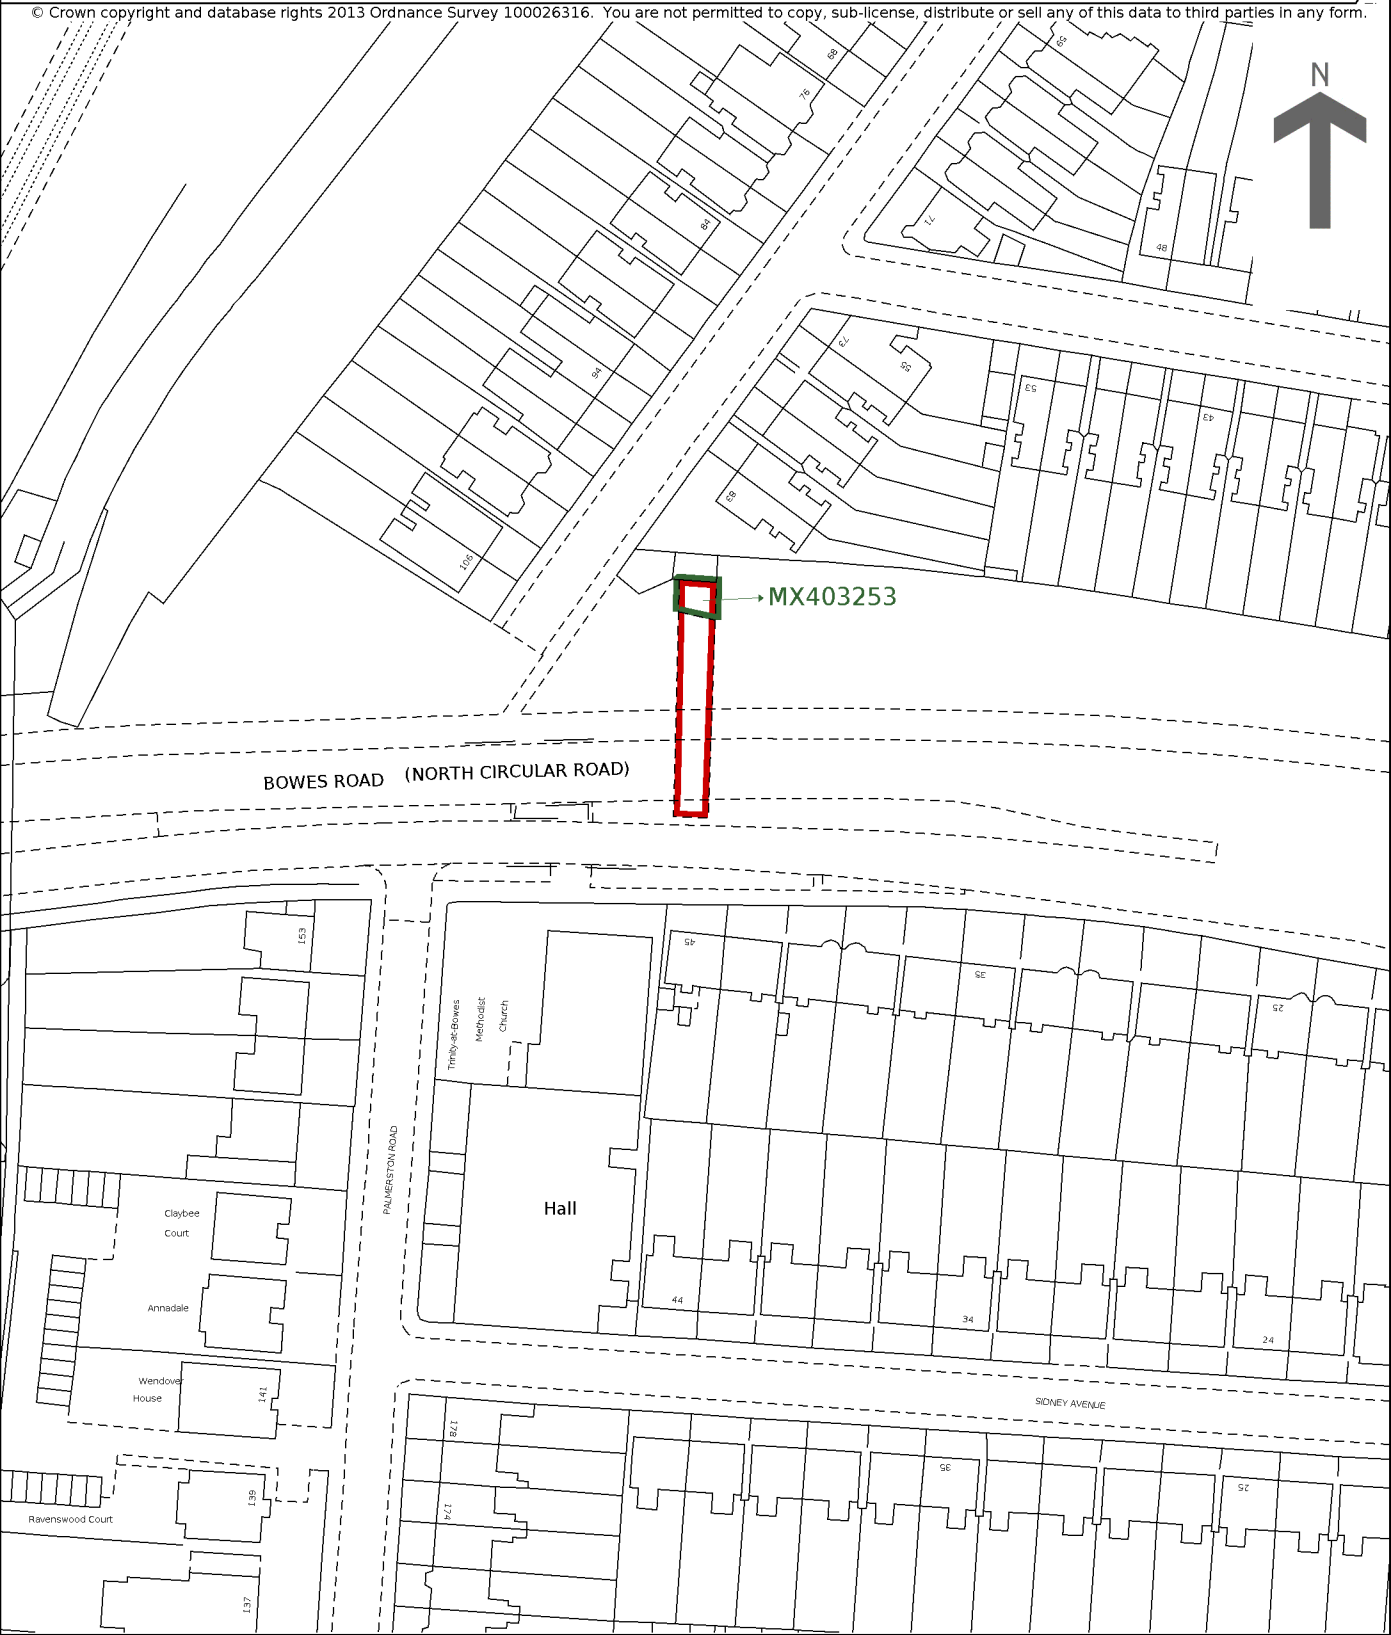 © Crown copyright and database rights 2013 Ordnance Survey 100026316.  You are not permitted to copy, sub-license, distribute or sell any of this data to third parties in any form.
N
59
68
76
84
71
48
94
73
55
53
43
83
106
MX403253
BOWES ROAD (NORTH CIRCULAR ROAD)
153
45
35
25
Trinity-at-Bowes
Methodist
Church
PALMERSTON ROAD
Claybee
Court
Hall
Annadale
44
34
24
Wendover
House
141
SIDNEY AVENUE
178
35
25
139
174
Ravenswood Court
137